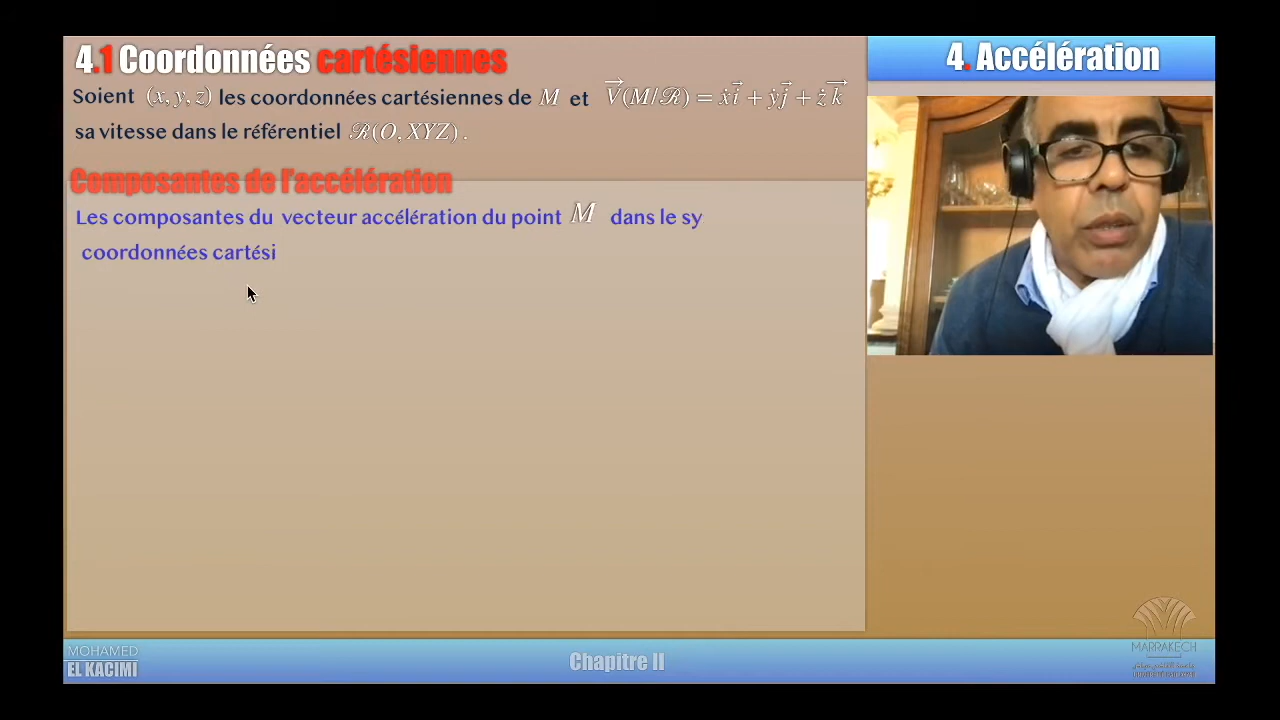 4.1 Coordonnées cartésiennes
4. Accélération
Soient (x, y, z) les coordonnées cartésiennes de M et V⃗(M/ℛ) = ẋi⃗ + ẏj⃗ + żk⃗
sa vitesse dans le référentiel ℛ(O, XYZ).
Composantes de l'accélération
Les composantes du vecteur accélération du point M dans le sy
coordonnées cartési
MOHAMED
EL KACIMI
Chapitre II
MARRAKECH